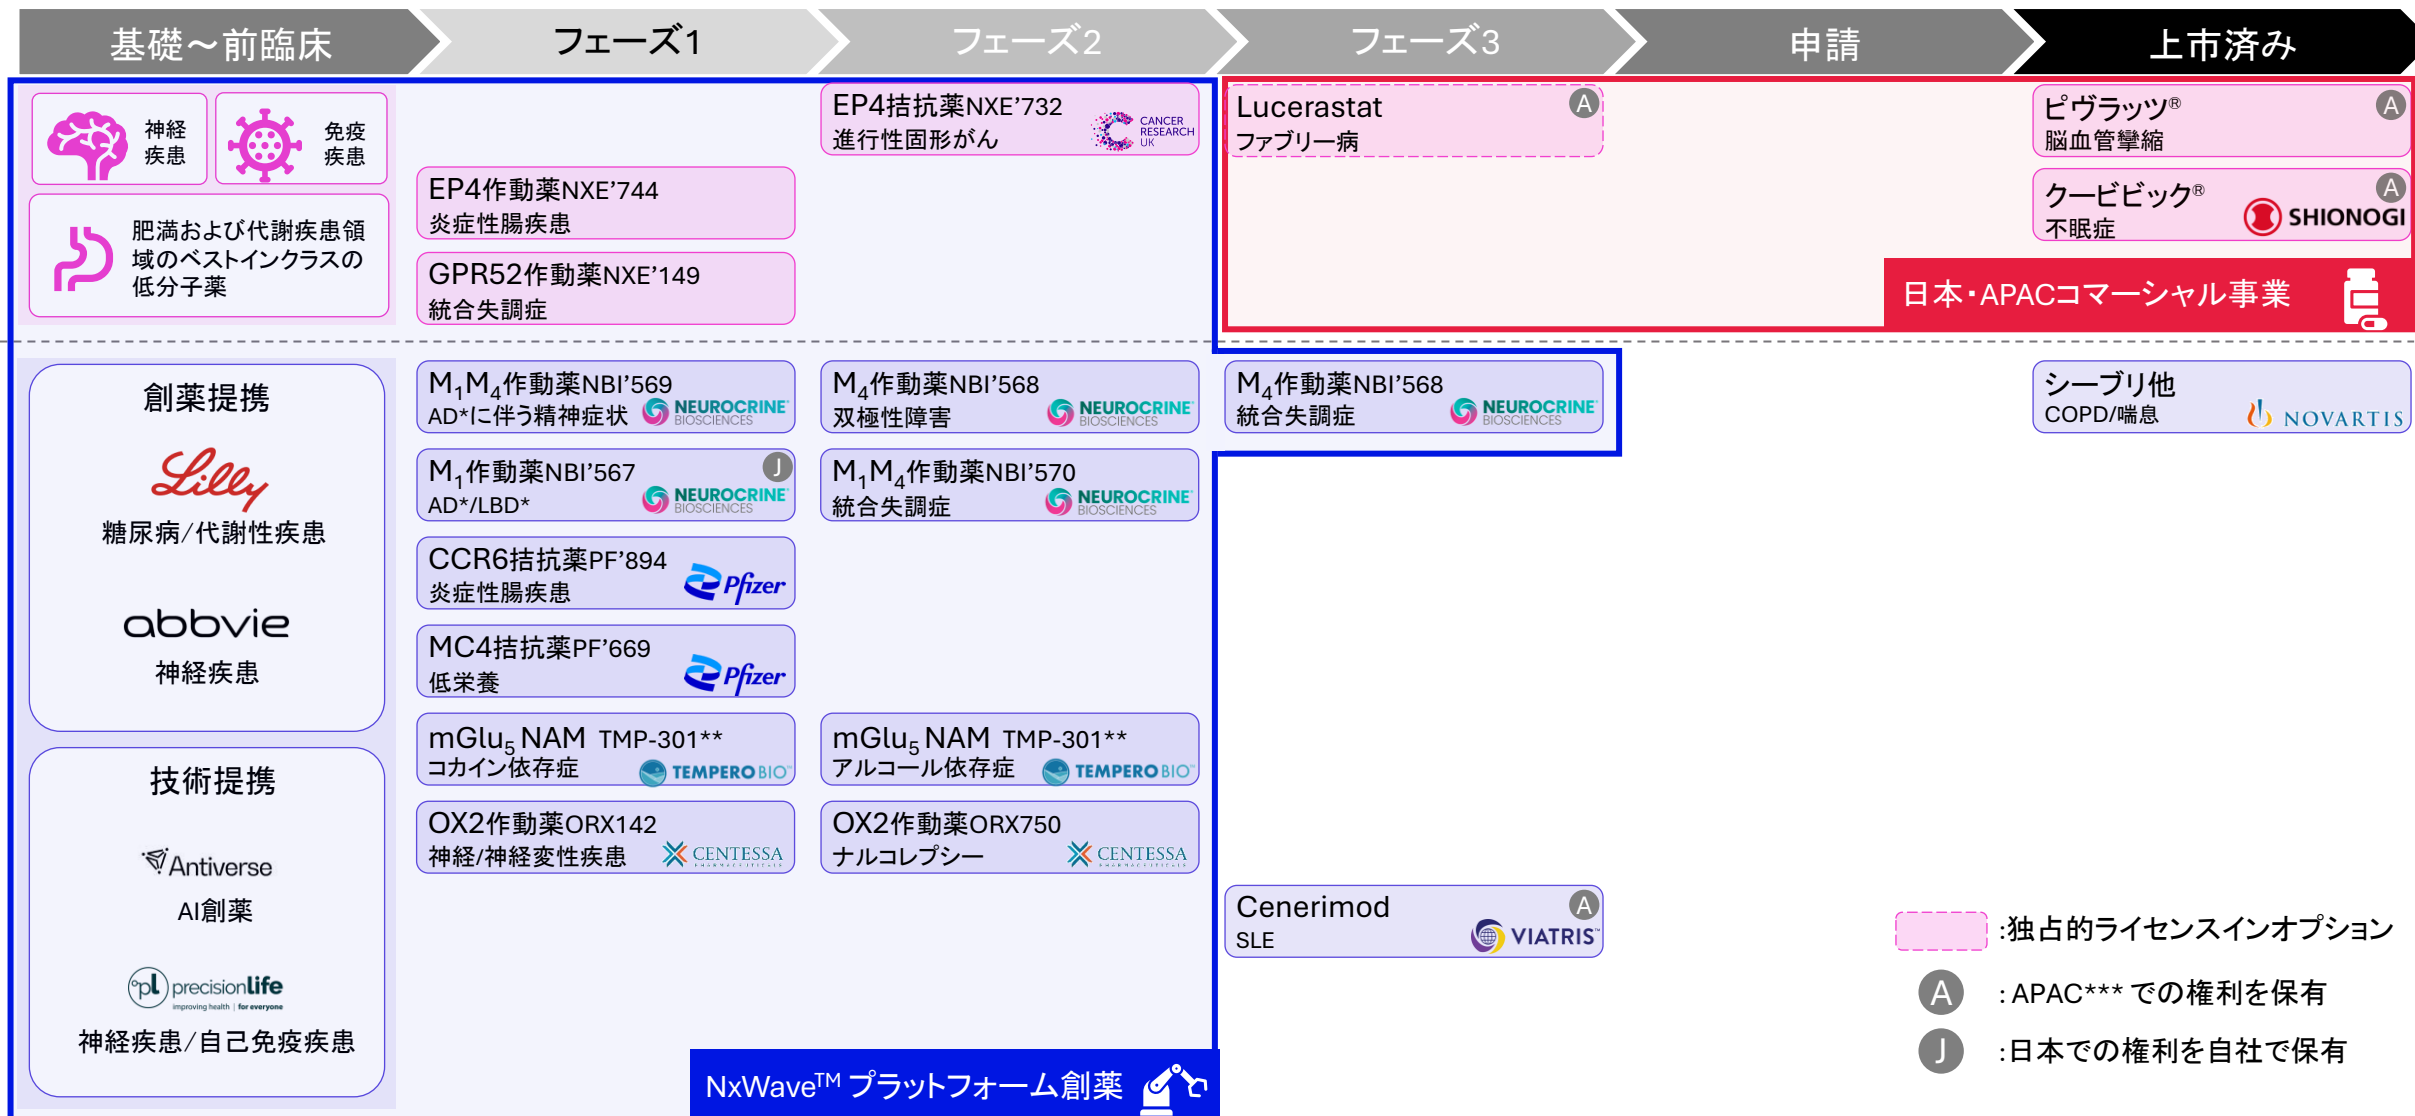 基礎～前臨床
フェーズ1
フェーズ2
フェーズ3
申請
上市済み
神経
疾患
免疫
疾患
肥満および代謝疾患領
域のベストインクラスの
低分子薬
EP4作動薬NXE’744
炎症性腸疾患
GPR52作動薬NXE’149
統合失調症
EP4拮抗薬NXE’732
進行性固形がん
CANCER
RESEARCH
UK
Lucerastat
A
ファブリー病
ピヴラッツ®
A
脳血管攣縮
クービビック®
A
不眠症
SHIONOGI
日本・APACコマーシャル事業
創薬提携
Lilly
糖尿病/代謝性疾患
abbvie
神経疾患
技術提携
Antiverse
AI創薬
°pl precisionlife
improving health | for everyone
神経疾患/自己免疫疾患
M₁M₄作動薬NBI’569
AD*に伴う精神症状
NEUROCRINE
BIOSCIENCES
M₁作動薬NBI’567
J
AD*/LBD*
NEUROCRINE
BIOSCIENCES
CCR6拮抗薬PF’894
炎症性腸疾患
Pfizer
MC4拮抗薬PF’669
低栄養
Pfizer
mGlu₅ NAM TMP-301**
コカイン依存症
TEMPERO BIO™
OX2作動薬ORX142
神経/神経変性疾患
CENTESSA
PHARMACEUTICALS
M₄作動薬NBI’568
双極性障害
NEUROCRINE
BIOSCIENCES
M₁M₄作動薬NBI’570
統合失調症
NEUROCRINE
BIOSCIENCES
mGlu₅ NAM TMP-301**
アルコール依存症
TEMPERO BIO™
OX2作動薬ORX750
ナルコレプシー
CENTESSA
PHARMACEUTICALS
M₄作動薬NBI’568
統合失調症
NEUROCRINE
BIOSCIENCES
シーブリ他
COPD/喘息
NOVARTIS
Cenerimod
A
SLE
VIATRIS™
NxWave™ プラットフォーム創薬
:独占的ライセンスインオプション
A : APAC*** での権利を保有
J :日本での権利を自社で保有